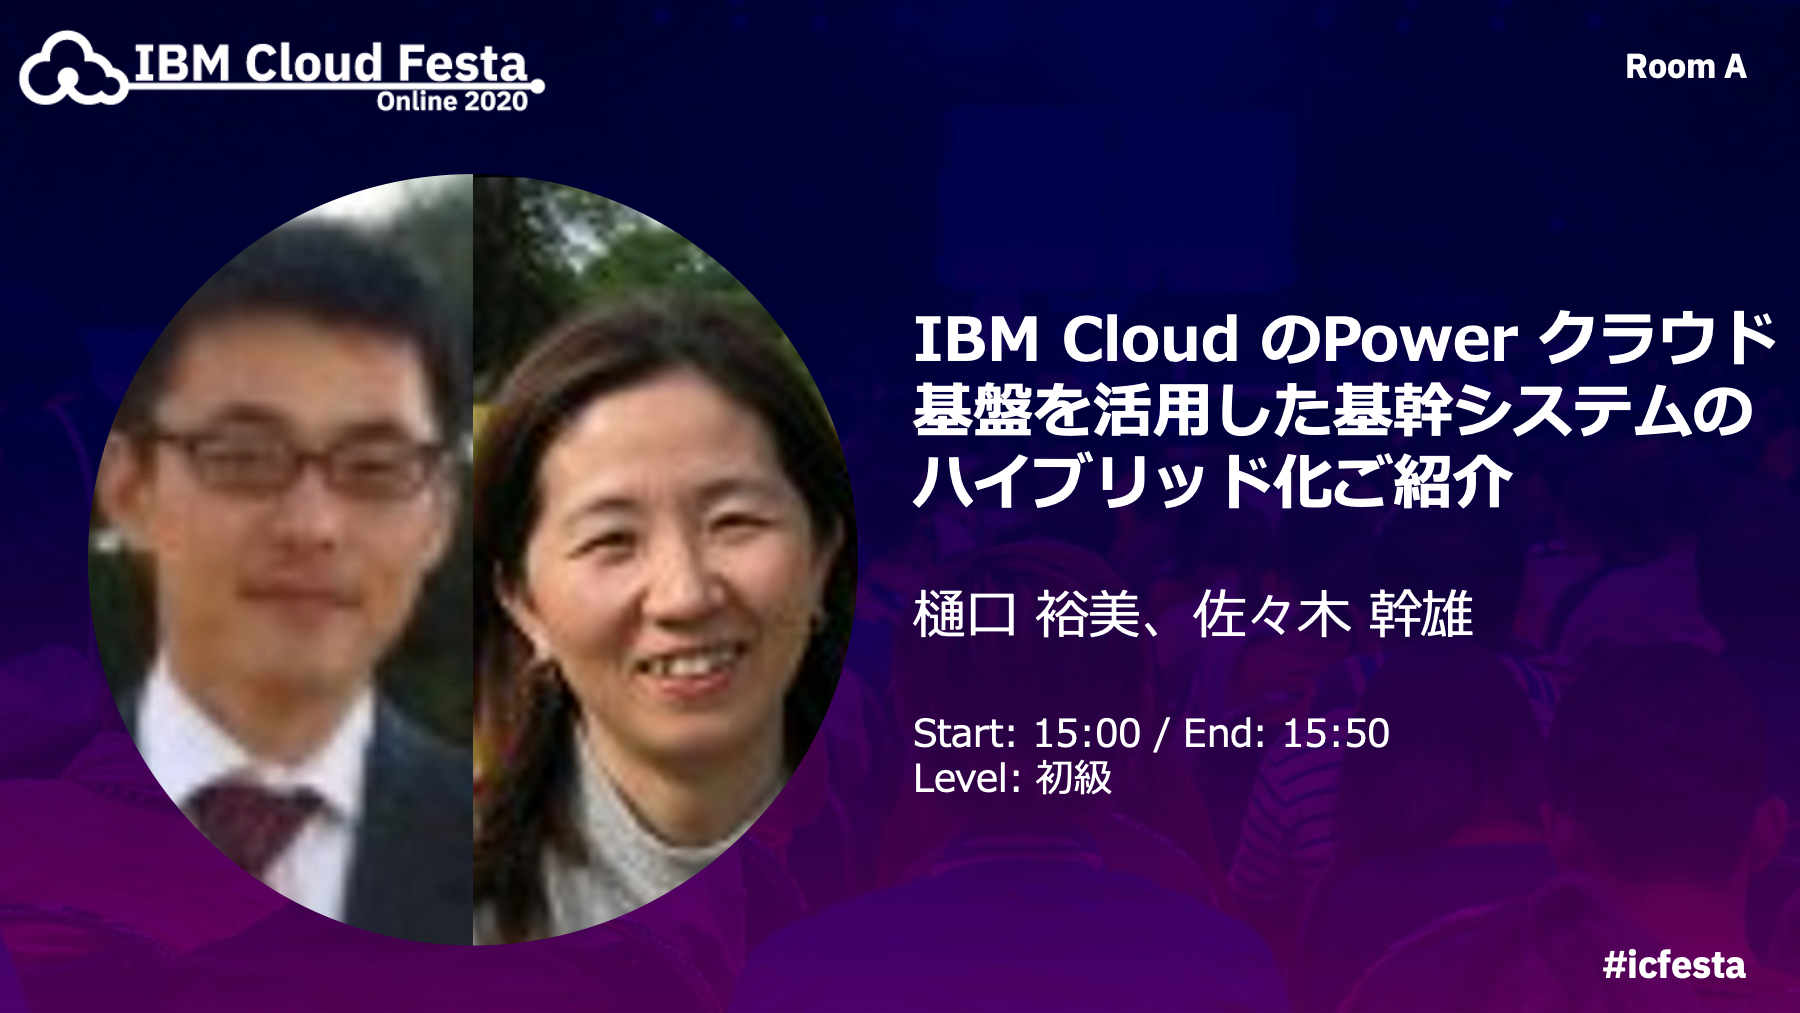 IBM Cloud Festa
Online 2020
Room A
IBM Cloud のPower クラウド
基盤を活用した基幹システムの
ハイブリッド化ご紹介
樋口 裕美、佐々木 幹雄
Start: 15:00 / End: 15:50
Level: 初級
#icfesta